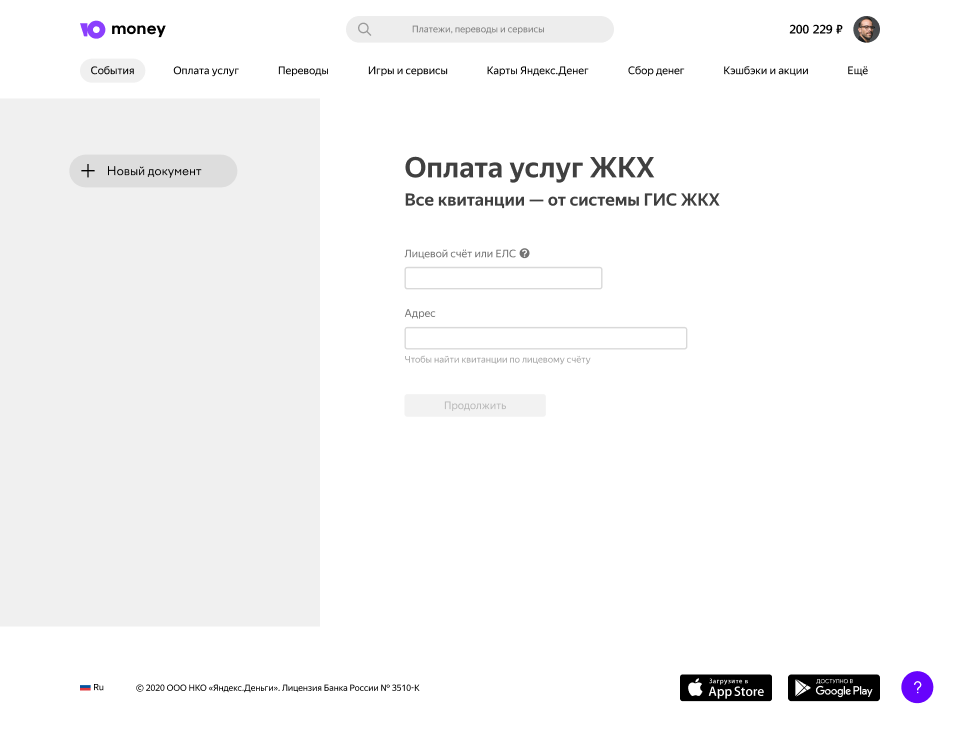 money
Платежи, переводы и сервисы
200 229 ₽
События
Оплата услуг
Переводы
Игры и сервисы
Карты Яндекс.Денег
Сбор денег
Кэшбэки и акции
Ещё
Новый документ
Оплата услуг ЖКХ
Все квитанции — от системы ГИС ЖКХ
Лицевой счёт или ЕЛС ?
Адрес
Чтобы найти квитанции по лицевому счёту
Продолжить
Ru
© 2020 ООО НКО «Яндекс.Деньги». Лицензия Банка России № 3510-К
Загрузите в
App Store
ДОСТУПНО В
Google Play
?